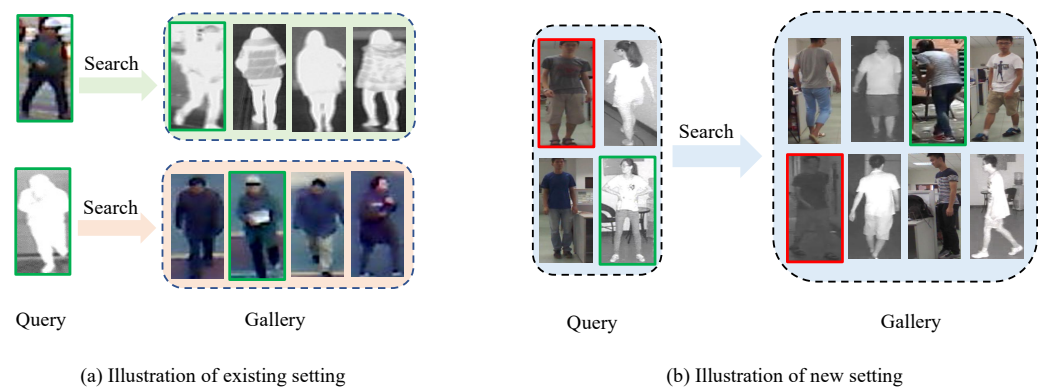 Search
Search
Query
Gallery
(a) Illustration of existing setting
Search
Query
Gallery
(b) Illustration of new setting